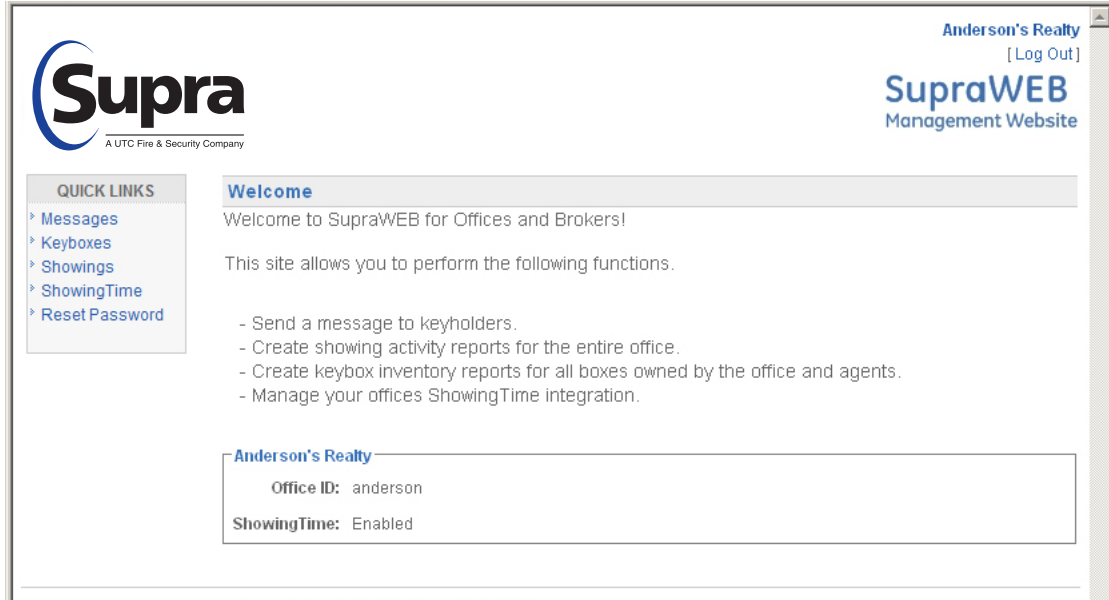 Anderson's Realty
[ Log Out ]
Supra
A UTC Fire & Security Company
SupraWEB
Management Website
QUICK LINKS
Messages
Keyboxes
Showings
ShowingTime
Reset Password
Welcome
Welcome to SupraWEB for Offices and Brokers!
This site allows you to perform the following functions.
- Send a message to keyholders.
- Create showing activity reports for the entire office.
- Create keybox inventory reports for all boxes owned by the office and agents.
- Manage your offices ShowingTime integration.
Anderson's Realty
Office ID: anderson
ShowingTime: Enabled